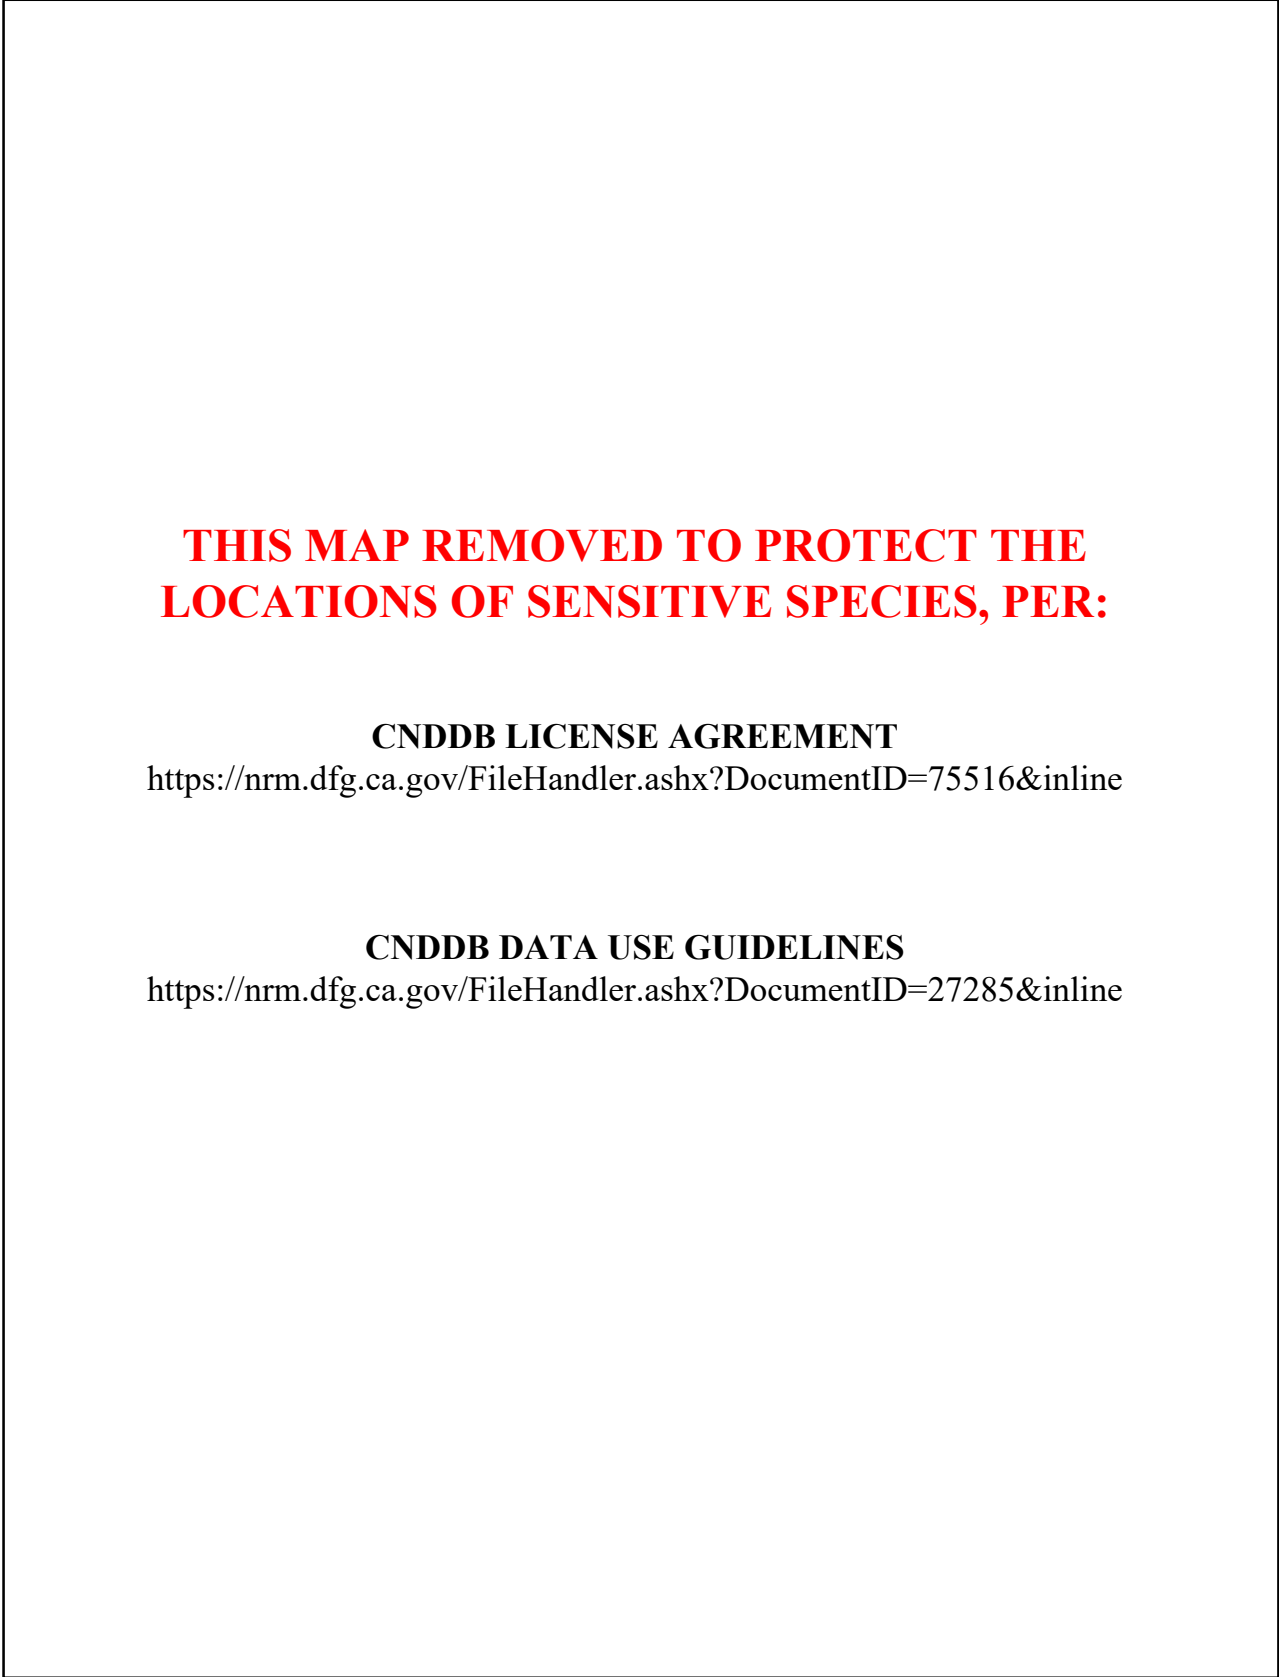 THIS MAP REMOVED TO PROTECT THE
LOCATIONS OF SENSITIVE SPECIES, PER:
CNDDB LICENSE AGREEMENT
https://nrm.dfg.ca.gov/FileHandler.ashx?DocumentID=75516&inline
CNDDB DATA USE GUIDELINES
https://nrm.dfg.ca.gov/FileHandler.ashx?DocumentID=27285&inline